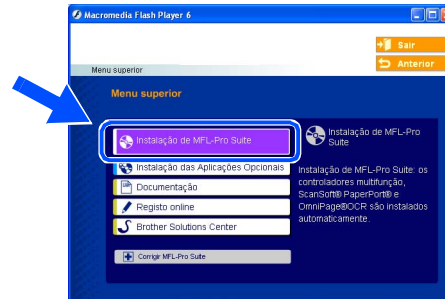 Macromedia Flash Player 6
Sair
Anterior
Menu superior
Menu superior
Instalação de MFL-Pro Suite
Instalação das Aplicações Opcionais
Documentação
Registo online
Brother Solutions Center
Corrigir MFL-Pro Suite
Instalação de MFL-Pro
Suite
Instalação de MFL-Pro Suite: os
controladores multifunção,
ScanSoft® PaperPort® e
OmniPage®OCR são instalados
automaticamente.